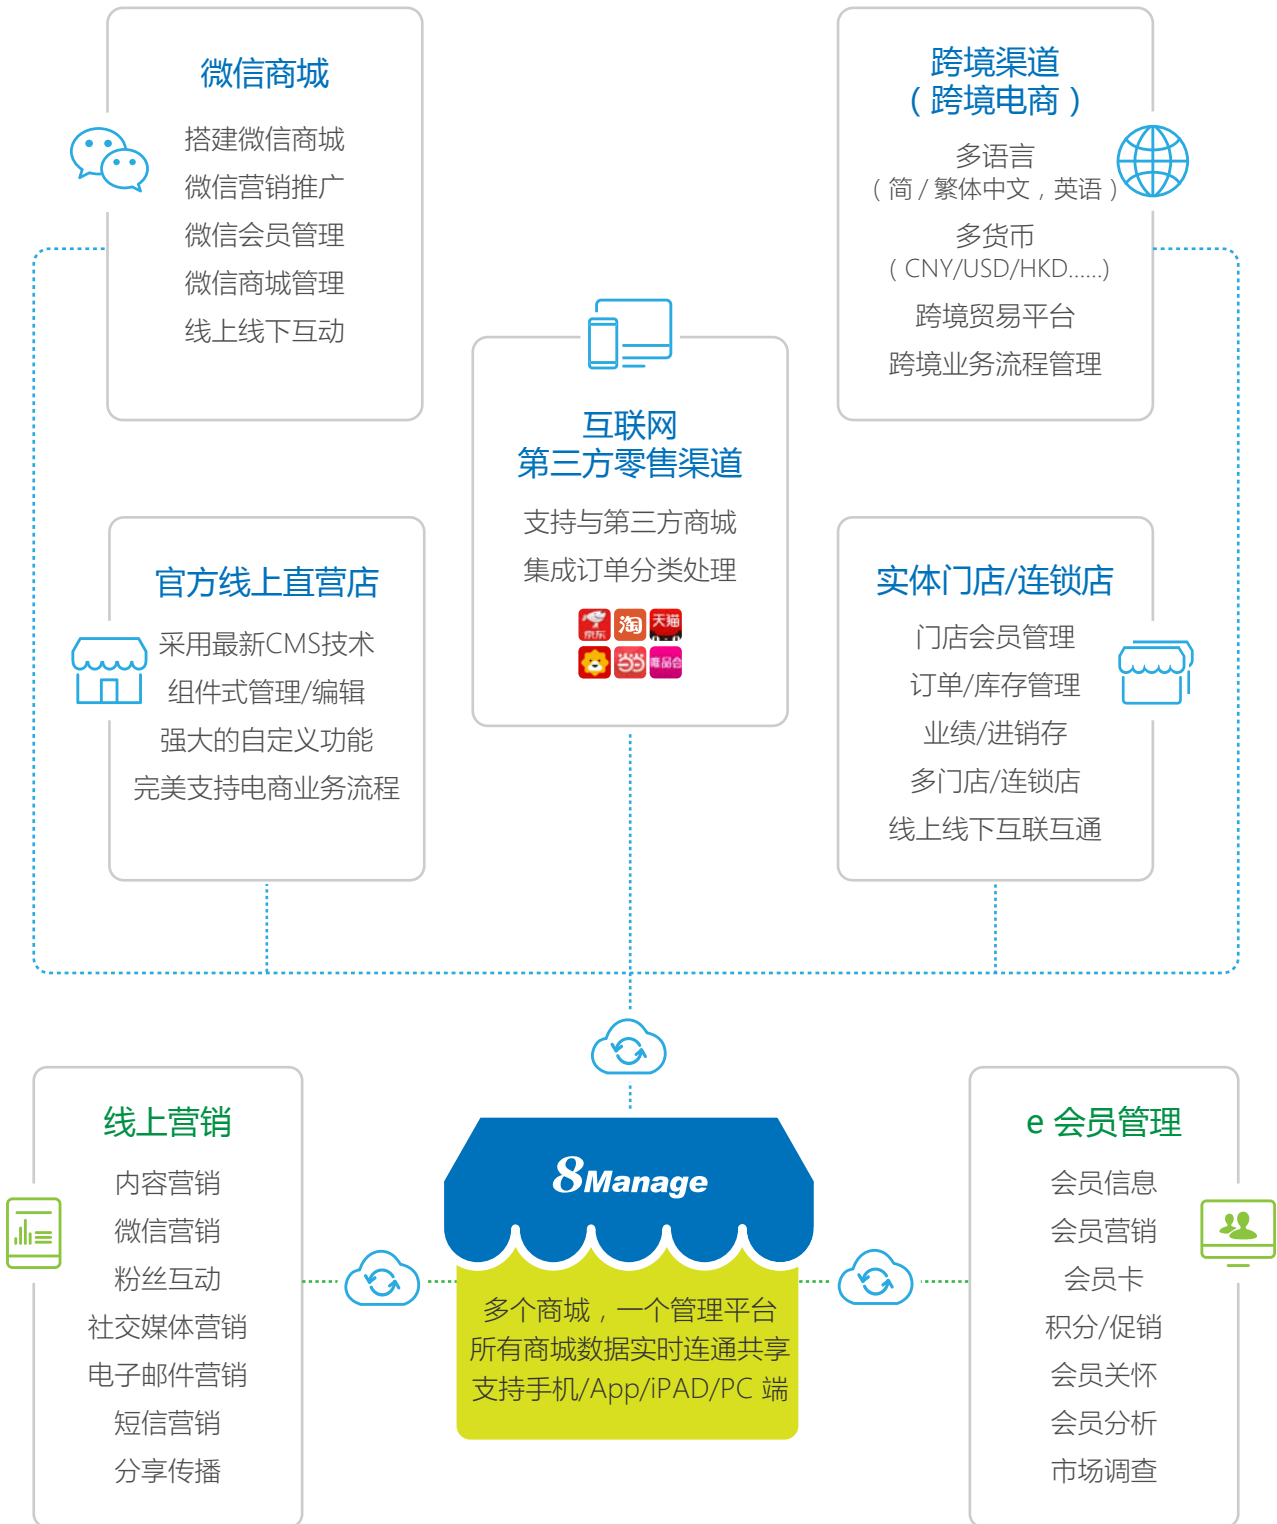 微信商城
搭建微信商城
微信营销推广
微信会员管理
微信商城管理
线上线下互动
跨境渠道
（跨境电商）
多语言
（简/繁体中文，英语）
多货币
（CNY/USD/HKD......)
跨境贸易平台
跨境业务流程管理
互联网
第三方零售渠道
支持与第三方商城
集成订单分类处理
京东
淘
天猫
当当
唯品会
官方线上直营店
采用最新CMS技术
组件式管理/编辑
强大的自定义功能
完美支持电商业务流程
实体门店/连锁店
门店会员管理
订单/库存管理
业绩/进销存
多门店/连锁店
线上线下互联互通
线上营销
内容营销
微信营销
粉丝互动
社交媒体营销
电子邮件营销
短信营销
分享传播
8Manage
多个商城，一个管理平台
所有商城数据实时连通共享
支持手机/App/iPAD/PC 端
e 会员管理
会员信息
会员营销
会员卡
积分/促销
会员关怀
会员分析
市场调查